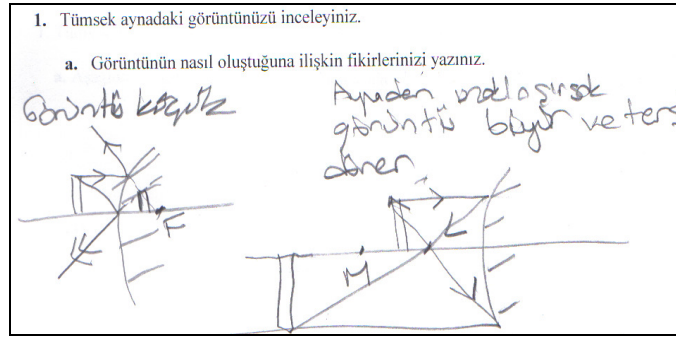 1. Tümsek aynadaki görüntünüzü inceleyiniz.
a. Görüntünün nasıl oluştuğuna ilişkin fikirlerinizi yazınız.
Görüntü küçük
Aynadan uzaklaşırsak
görüntü büyür ve ters
döner
F
M